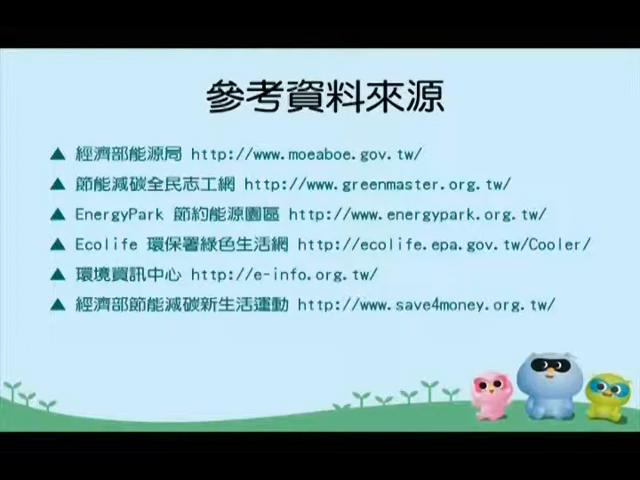 參考資料來源
▲ 經濟部能源局 http://www.moeaboe.gov.tw/
▲ 節能減碳全民志工網 http://www.greenmaster.org.tw/
▲ EnergyPark 節約能源園區 http://www.energypark.org.tw/
▲ Ecolife 環保署綠色生活網 http://ecolife.epa.gov.tw/Cooler/
▲ 環境資訊中心 http://e-info.org.tw/
▲ 經濟部節能減碳新生活運動 http://www.save4money.org.tw/